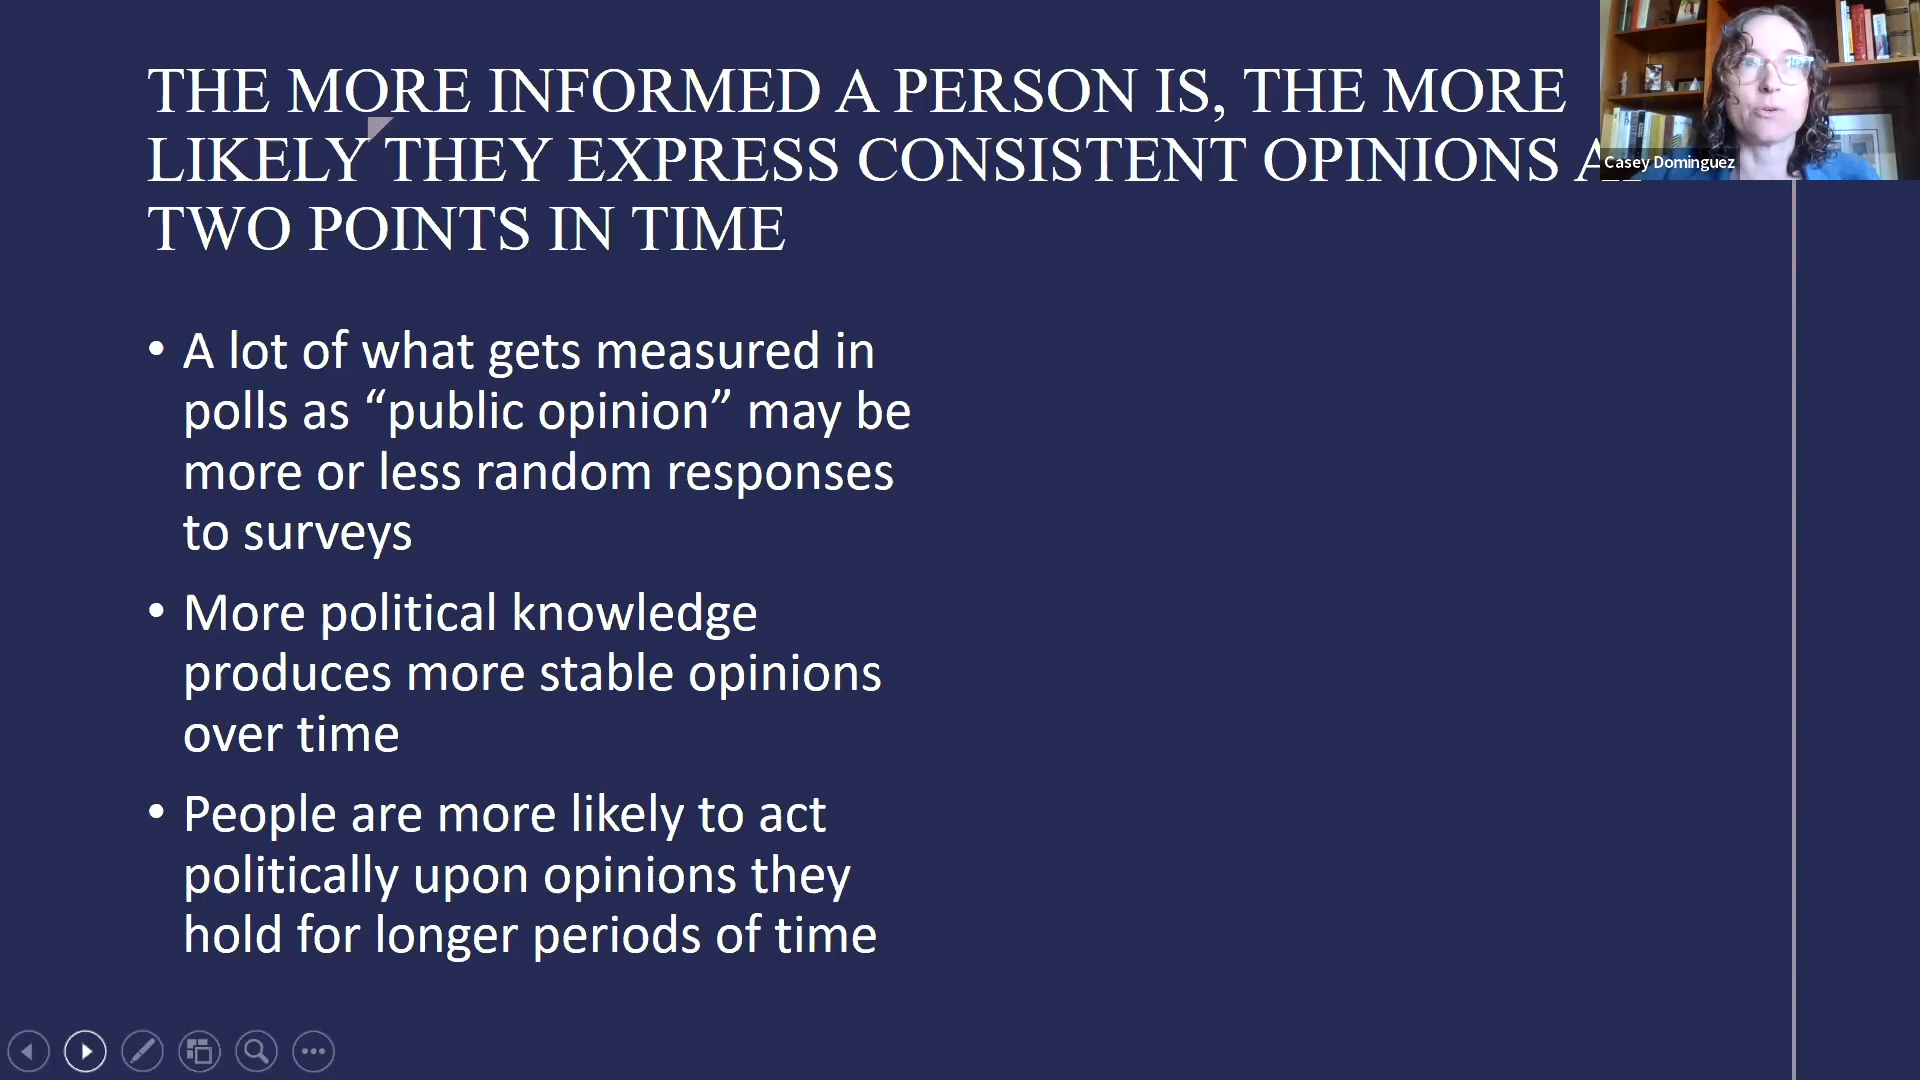 THE MORE INFORMED A PERSON IS, THE MORE
LIKELY THEY EXPRESS CONSISTENT OPINIONS
TWO POINTS IN TIME
Casey Dominguez
• A lot of what gets measured in
polls as “public opinion” may be
more or less random responses
to surveys
• More political knowledge
produces more stable opinions
over time
• People are more likely to act
politically upon opinions they
hold for longer periods of time